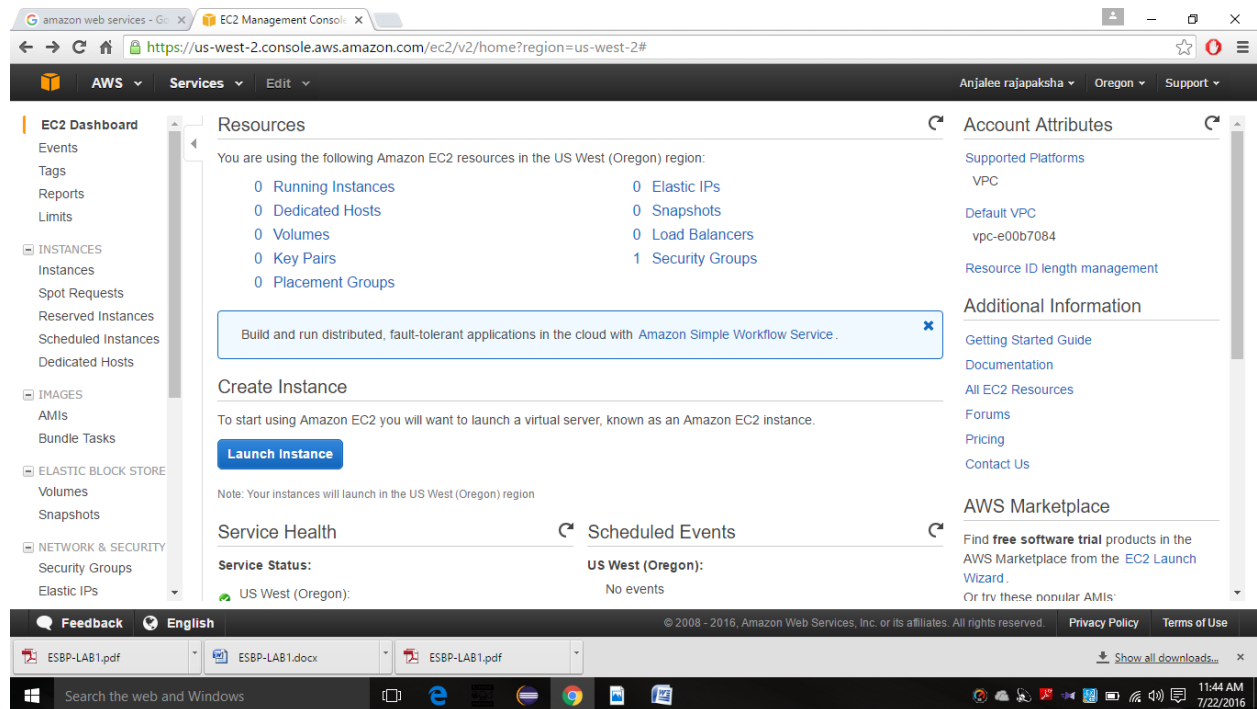 amazon web services - Go
EC2 Management Console
https://us-west-2.console.aws.amazon.com/ec2/v2/home?region=us-west-2#
AWS Services Edit Anjalee rajapaksha Oregon Support
EC2 Dashboard
Events
Tags
Reports
Limits
INSTANCES
Instances
Spot Requests
Reserved Instances
Scheduled Instances
Dedicated Hosts
IMAGES
AMIs
Bundle Tasks
ELASTIC BLOCK STORE
Volumes
Snapshots
NETWORK & SECURITY
Security Groups
Elastic IPs
Resources
You are using the following Amazon EC2 resources in the US West (Oregon) region:
0 Running Instances
0 Dedicated Hosts
0 Volumes
0 Key Pairs
0 Placement Groups
0 Elastic IPs
0 Snapshots
0 Load Balancers
1 Security Groups
Build and run distributed, fault-tolerant applications in the cloud with Amazon Simple Workflow Service.
Create Instance
To start using Amazon EC2 you will want to launch a virtual server, known as an Amazon EC2 instance.
Launch Instance
Note: Your instances will launch in the US West (Oregon) region
Service Health
Service Status:
US West (Oregon):
Scheduled Events
US West (Oregon):
No events
Account Attributes
Supported Platforms
VPC
Default VPC
vpc-e00b7084
Resource ID length management
Additional Information
Getting Started Guide
Documentation
All EC2 Resources
Forums
Pricing
Contact Us
AWS Marketplace
Find free software trial products in the
AWS Marketplace from the EC2 Launch
Wizard.
Or try these popular AMIs:
Feedback English © 2008 - 2016, Amazon Web Services, Inc. or its affiliates. All rights reserved. Privacy Policy Terms of Use
ESBP-LAB1.pdf ESBP-LAB1.docx ESBP-LAB1.pdf Show all downloads...
Search the web and Windows
11:44 AM
7/22/2016